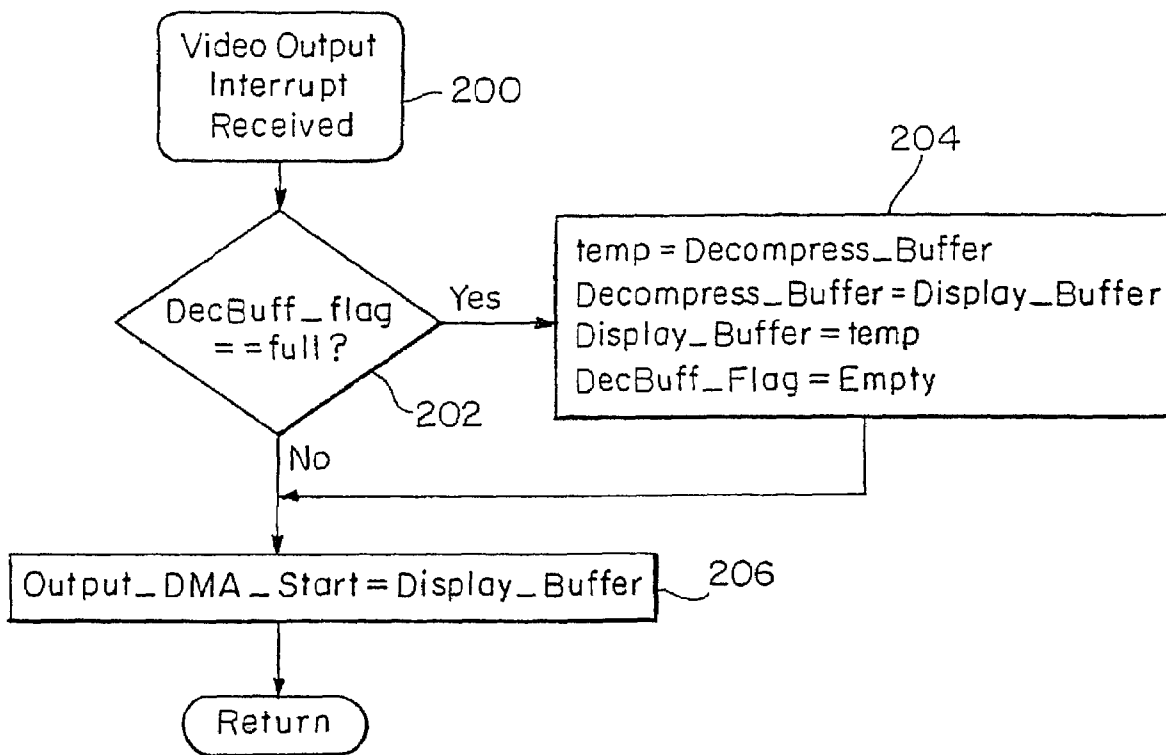 Video Output
Interrupt
Received
200
DecBuff_flag
==full?
202
Yes
No
204
temp = Decompress_Buffer
Decompress_Buffer = Display_Buffer
Display_Buffer = temp
DecBuff_Flag = Empty
Output_DMA_Start = Display_Buffer
206
Return